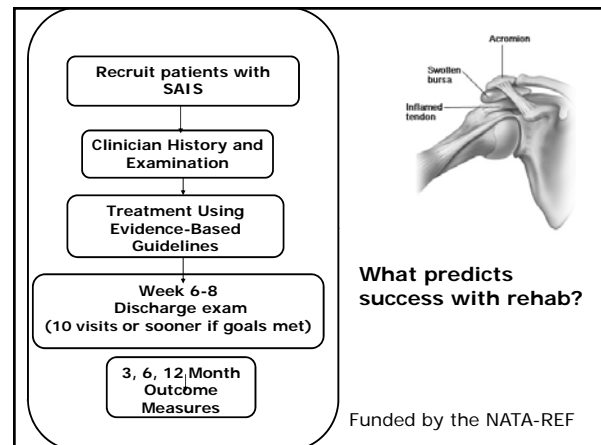 Recruit patients with
SAIS
Clinician History and
Examination
Treatment Using
Evidence-Based
Guidelines
Week 6-8
Discharge exam
(10 visits or sooner if goals met)
3, 6, 12 Month
Outcome
Measures
Acromion
Swollen
bursa
Inflamed
tendon
What predicts
success with rehab?
Funded by the NATA-REF